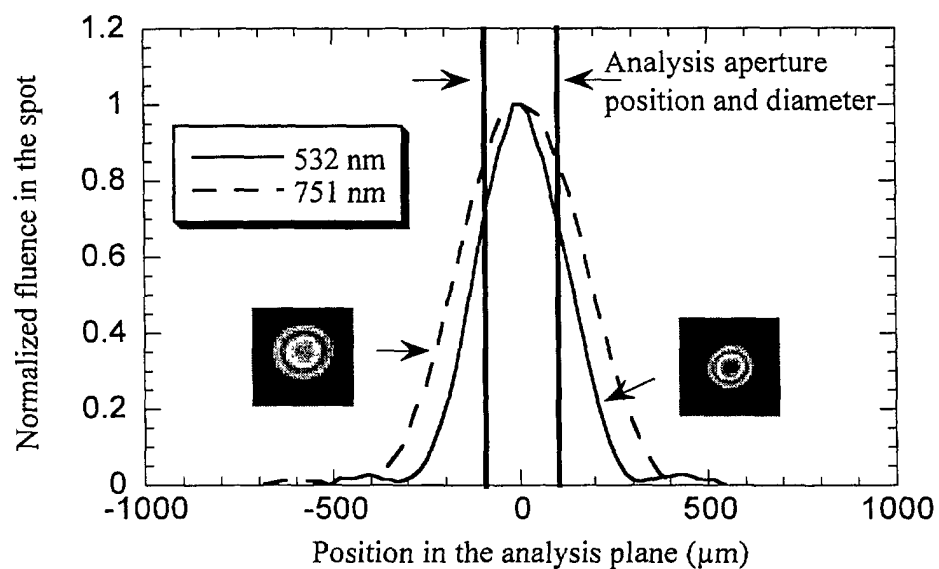 1.2
1
0.8
0.6
0.4
0.2
0
-1000
-500
0
500
1000
Normalized fluence in the spot
Position in the analysis plane (µm)
532 nm
751 nm
Analysis aperture
position and diameter